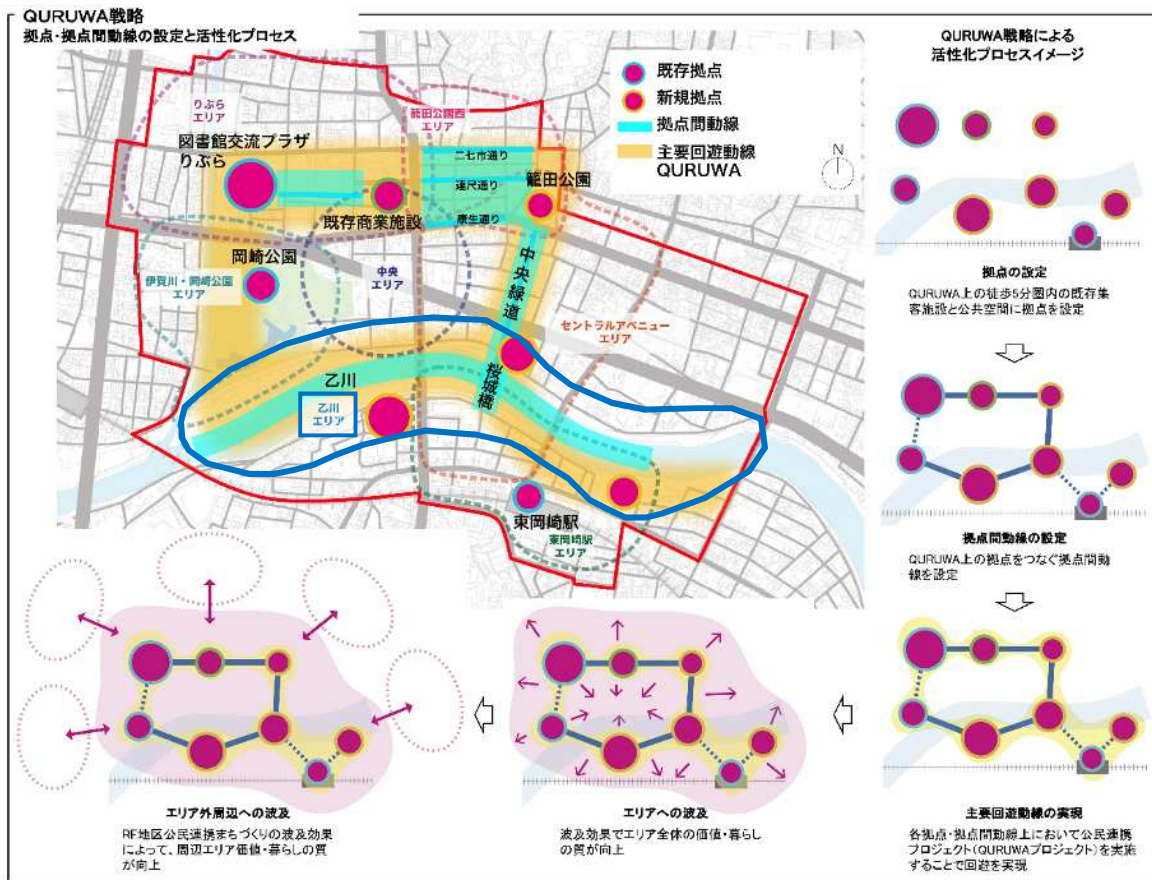 QURUWA戦略
拠点・拠点間動線の設定と活性化プロセス
りぶら
エリア
籠田公園西
エリア
図書館交流プラザ
りぶら
既存商業施設
二七市通り
連尺通り
康生通り
籠田公園
岡崎公園
伊賀川・岡崎公園
エリア
中央
エリア
中央緑道
セントラルアベニュー
エリア
桜城橋
乙川
乙川
エリア
東岡崎駅
東岡崎駅
エリア
既存拠点
新規拠点
拠点間動線
主要回遊動線
QURUWA
N
QURUWA戦略による
活性化プロセスイメージ
拠点の設定
QURUWA上の徒歩5分圏内の既存集
客施設と公共空間に拠点を設定
拠点間動線の設定
QURUWA上の拠点をつなぐ拠点間動
線を設定
主要回遊動線の実現
各拠点・拠点間動線上において公民連携
プロジェクト(QURUWAプロジェクト)を実施
することで回遊を実現
エリアへの波及
波及効果でエリア全体の価値・暮らし
の質が向上
エリア外周辺への波及
RF地区公民連携まちづくりの波及効果
によって、周辺エリア価値・暮らしの質
が向上